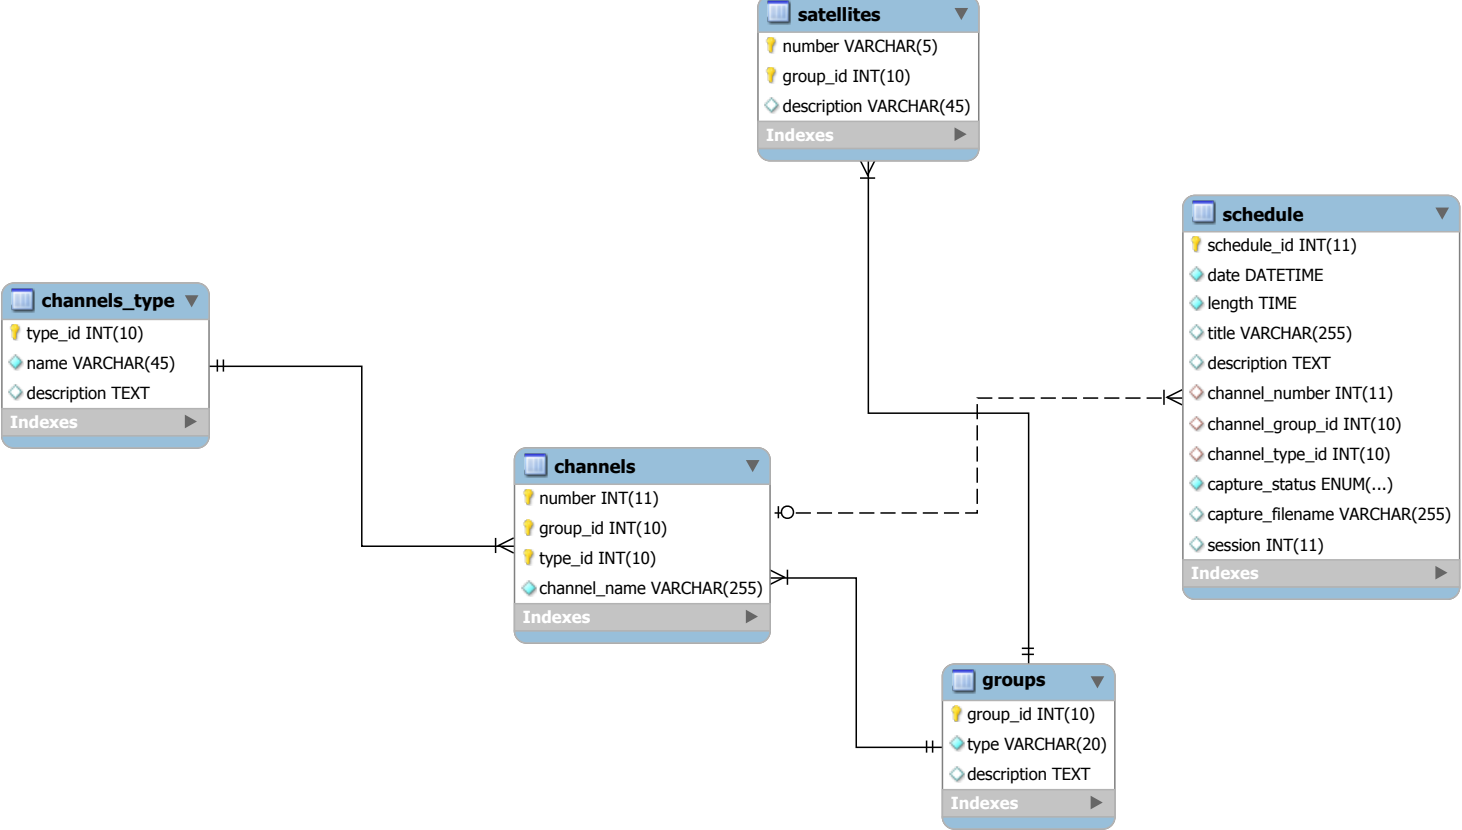 satellites
number VARCHAR(5)
group_id INT(10)
description VARCHAR(45)
Indexes
schedule
schedule_id INT(11)
date DATETIME
length TIME
title VARCHAR(255)
description TEXT
channel_number INT(11)
channel_group_id INT(10)
channel_type_id INT(10)
capture_status ENUM(...)
capture_filename VARCHAR(255)
session INT(11)
Indexes
channels_type
type_id INT(10)
name VARCHAR(45)
description TEXT
Indexes
channels
number INT(11)
group_id INT(10)
type_id INT(10)
channel_name VARCHAR(255)
Indexes
groups
group_id INT(10)
type VARCHAR(20)
description TEXT
Indexes